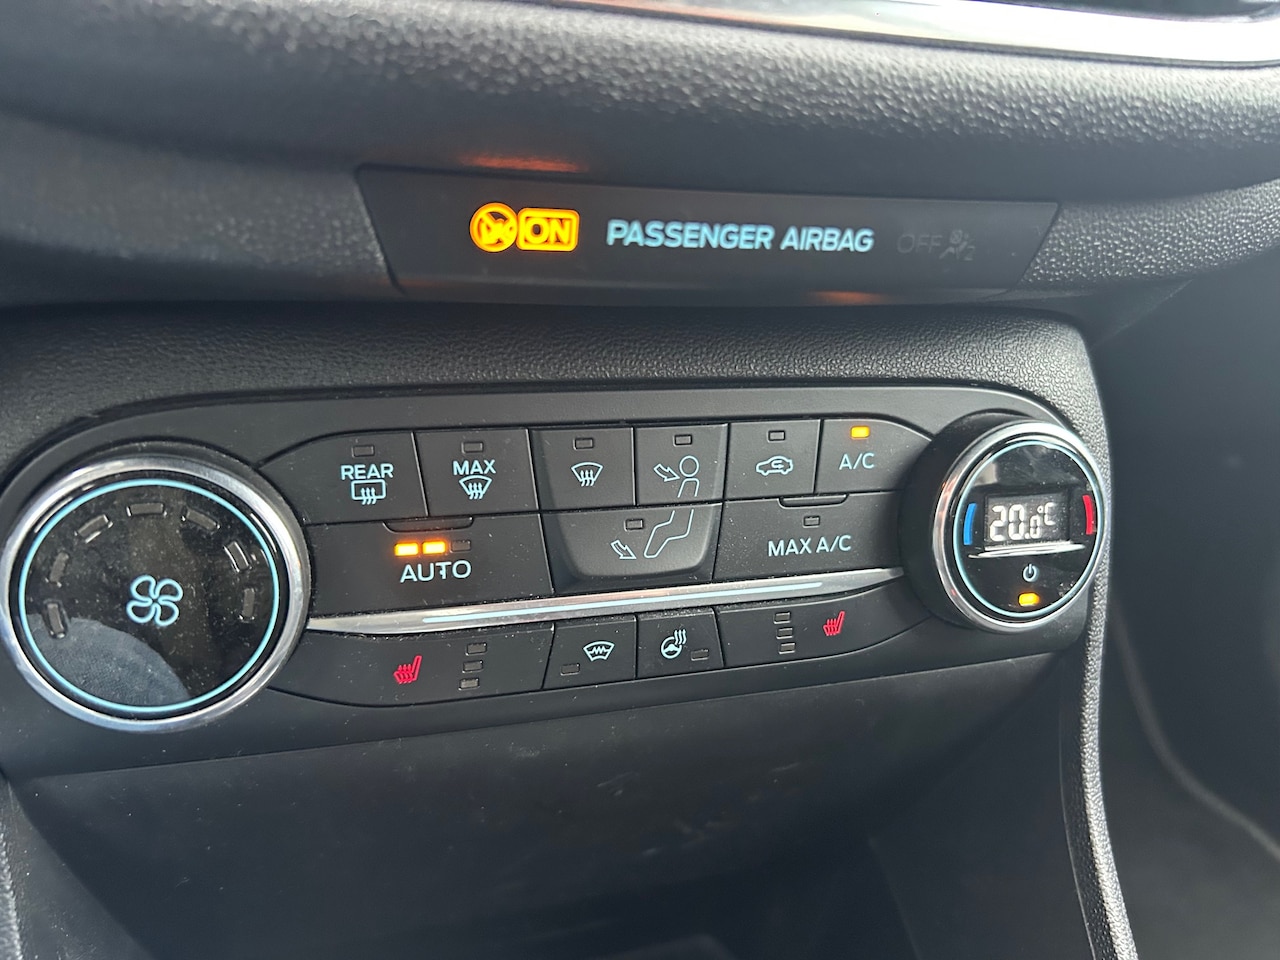 ON PASSENGER AIRBAG OFF
REAR
MAX
A/C
AUTO
MAX A/C
20.0°C